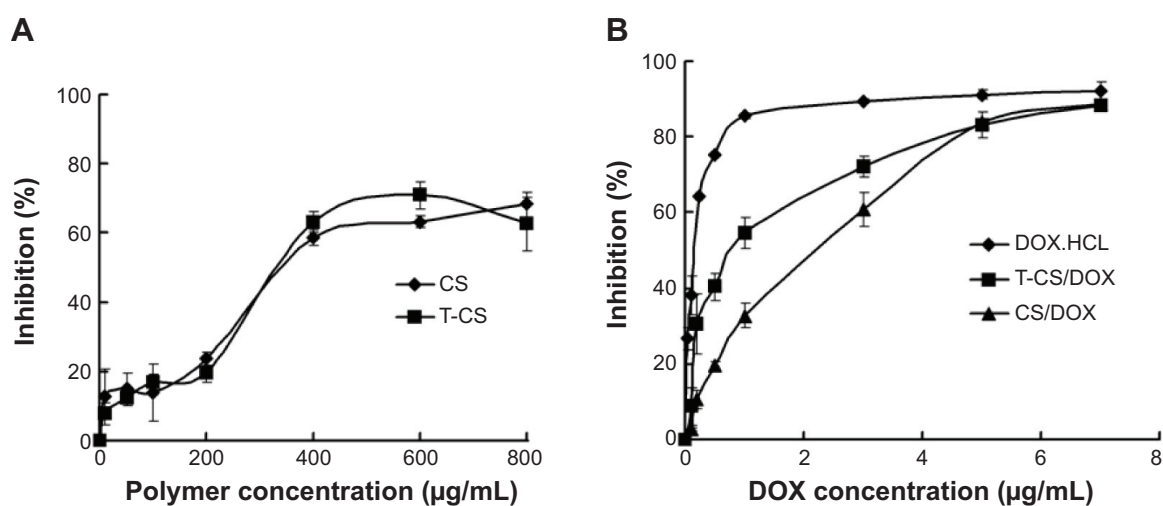 A
Inhibition (%)
100
80
60
40
20
0
0
200
400
600
800
Polymer concentration (µg/mL)
CS
T-CS
B
Inhibition (%)
100
80
60
40
20
0
0
2
4
6
8
DOX concentration (µg/mL)
DOX.HCL
T-CS/DOX
CS/DOX